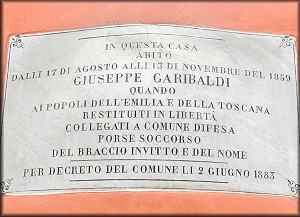 IN QUESTA CASA
ABITÒ
DALLI 17 DI AGOSTO ALLI 13 DI NOVEMBRE DEL 1859
GIUSEPPE GARIBALDI
QUANDO
AI POPOLI DELL'EMILIA E DELLA TOSCANA
RESTITUITI IN LIBERTÀ
COLLEGATI A COMUNE DIFESA
PORSE SOCCORSO
DEL BRACCIO INVITTO E DEL NOME
PER DECRETO DEL COMUNE LI 2 GIUGNO 1883